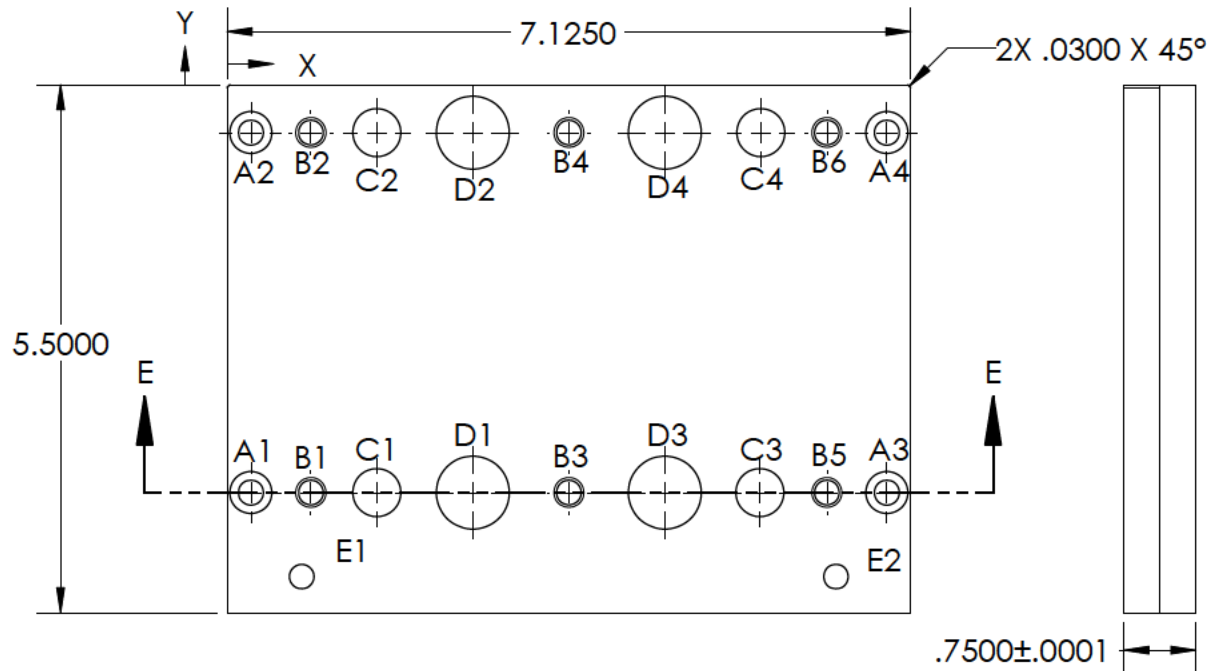 Y
7.1250
2X .0300 X 45°
X
A2
B2
C2
D2
B4
D4
C4
B6
A4
5.5000
E
E
A1
B1
C1
D1
B3
D3
C3
B5
A3
E1
E2
.7500±.0001